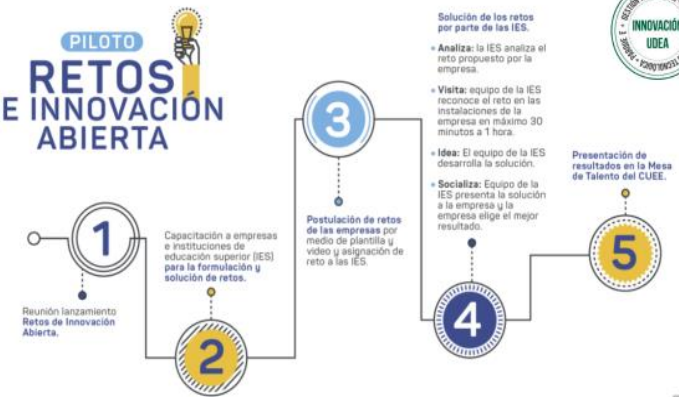 PILOTO
RETOS
E INNOVACIÓN
ABIERTA
1
Reunión lanzamiento
Retos de Innovación
Abierta.
Capacitación a empresas
e instituciones de
educación superior (IES)
para la formulación y
solución de retos.
2
3
Postulación de retos
de las empresas por
medio de plantilla y
video y asignación de
reto a las IES.
Solución de los retos
por parte de las IES.
Analiza: la IES analiza el
reto propuesto por la
empresa.
Visita: equipo de la IES
reconoce el reto en las
instalaciones de la
empresa en máximo 30
minutos a 1 hora.
Idea: El equipo de la IES
desarrolla la solución.
Socializa: Equipo de la
IES presenta la solución
a la empresa y la
empresa elige el mejor
resultado.
4
Presentación de
resultados en la Mesa
de Talento del CUEE.
5
INNOVACIÓN
UDEA